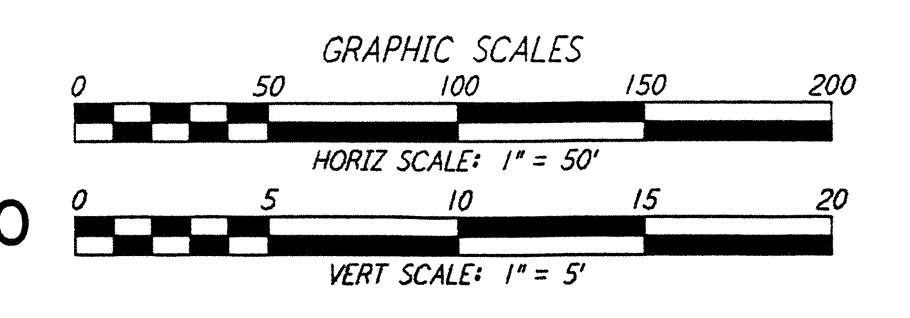 GRAPHIC SCALES
0 50 100 150 200
HORIZ SCALE: 1" = 50'
0 5 10 15 20
VERT SCALE: 1" = 5'